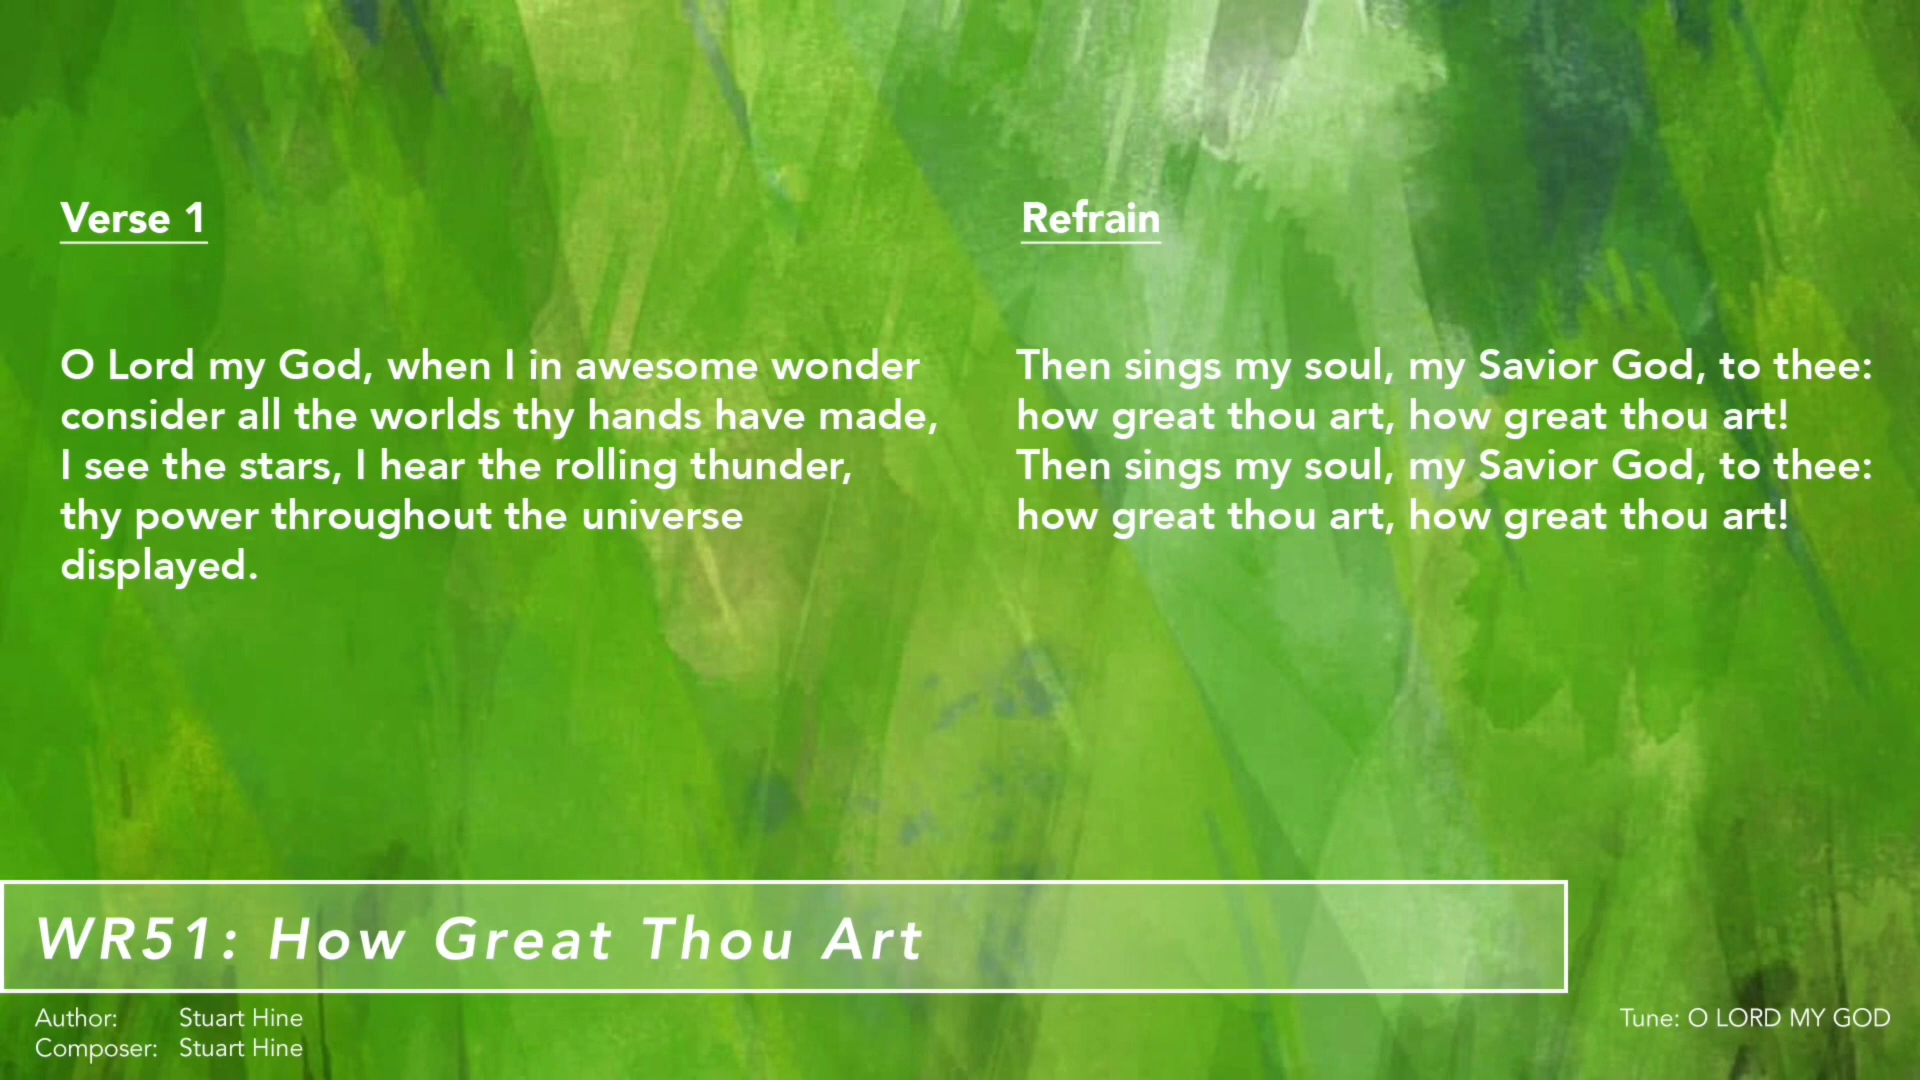 Verse 1
O Lord my God, when I in awesome wonder
consider all the worlds thy hands have made,
I see the stars, I hear the rolling thunder,
thy power throughout the universe
displayed.
Refrain
Then sings my soul, my Savior God, to thee:
how great thou art, how great thou art!
Then sings my soul, my Savior God, to thee:
how great thou art, how great thou art!
WR51: How Great Thou Art
Author: Stuart Hine
Composer: Stuart Hine
Tune: O LORD MY GOD